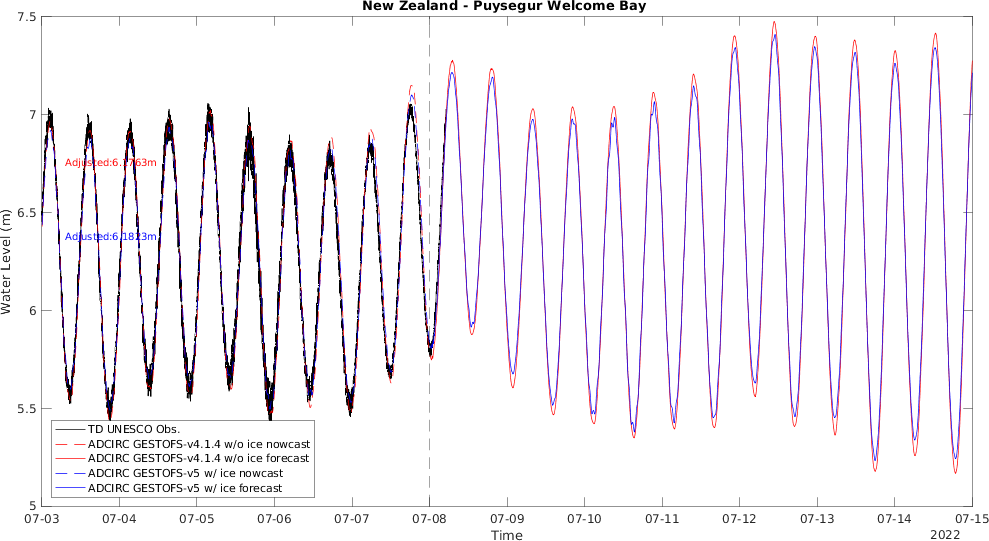 New Zealand - Puysegur Welcome Bay
7.5
7
6.5
6
5.5
5
Water Level (m)
Adjusted:6.1763m
Adjusted:6.1823m
TD UNESCO Obs.
ADCIRC GESTOFS-v4.1.4 w/o ice nowcast
ADCIRC GESTOFS-v4.1.4 w/o ice forecast
ADCIRC GESTOFS-v5 w/ ice nowcast
ADCIRC GESTOFS-v5 w/ ice forecast
07-03 07-04 07-05 07-06 07-07 07-08 07-09 07-10 07-11 07-12 07-13 07-14 07-15
Time
2022